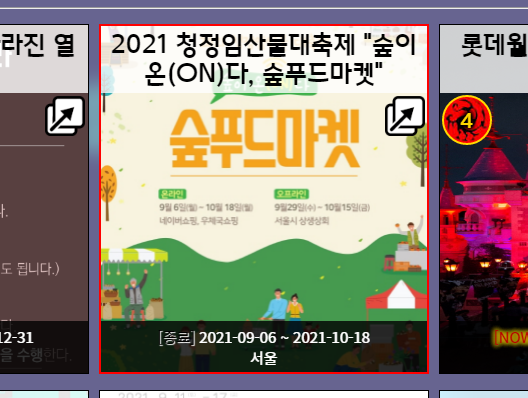 라진 열
2021 청정임산물대축제 "숲이
온(ON)다, 숲푸드마켓"
롯데월
숲푸드마켓
4
온라인
오프라인
9월 6일(월) ~ 10월 18일(월)
9월29일(수) ~ 10월15일(금)
네이버쇼핑, 우체국쇼핑
서울시 상생상회
다.
도 됩니다.)
을 수행한다.
12-31
[종료] 2021-09-06 ~ 2021-10-18
서울
[NOW